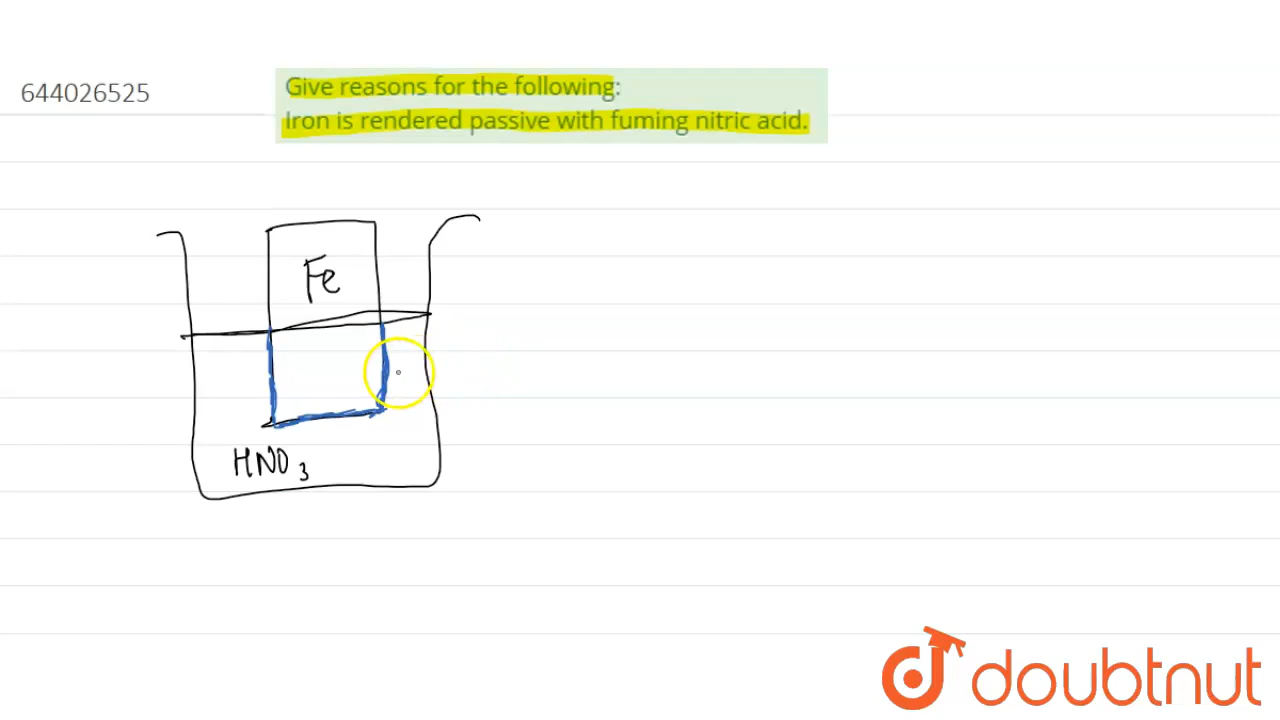 644026525
Give reasons for the following:
Iron is rendered passive with fuming nitric acid.
Fe
HNO3
doubtnut